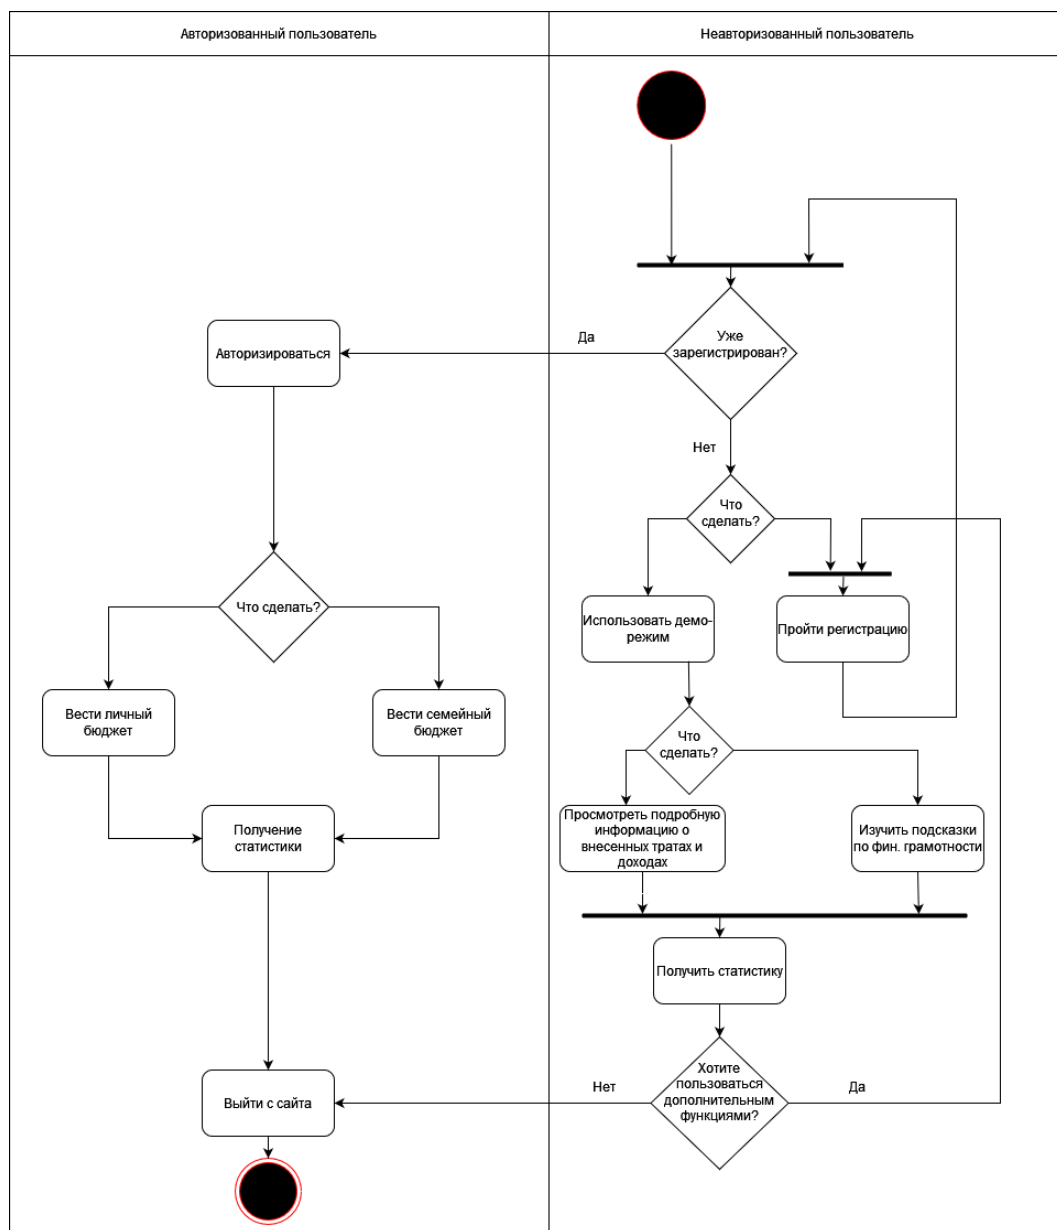 Авторизованный пользователь
Неавторизованный пользователь
Уже
зарегистрирован?
Да
Авторизироваться
Нет
Что
сделать?
Что сделать?
Использовать демо-
режим
Пройти регистрацию
Вести личный
бюджет
Вести семейный
бюджет
Что
сделать?
Получение
статистики
Просмотреть подробную
информацию о
внесенных тратах и
доходах
Изучить подсказки
по фин. грамотности
Получить статистику
Хотите
пользоваться
дополнительным
функциями?
Нет
Да
Выйти с сайта